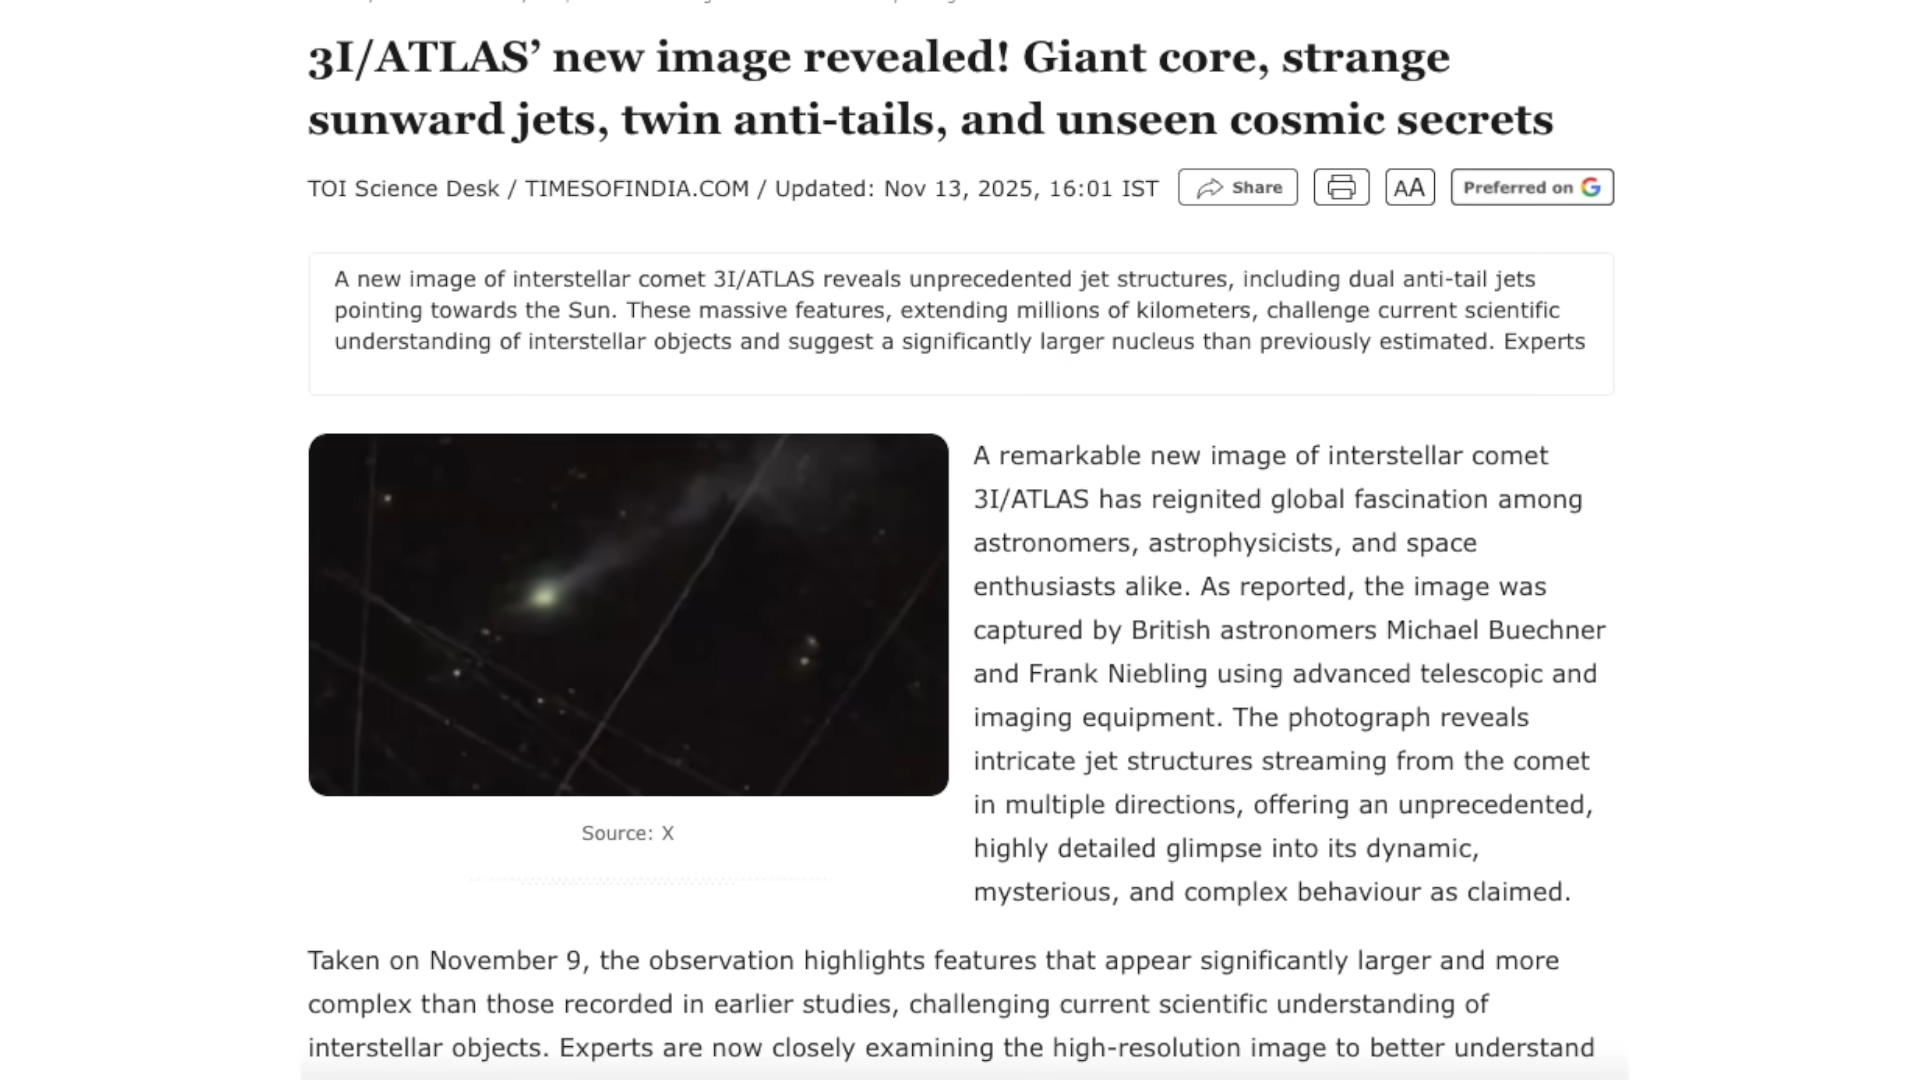 3I/ATLAS’ new image revealed! Giant core, strange
sunward jets, twin anti-tails, and unseen cosmic secrets
TOI Science Desk / TIMESOFINDIA.COM / Updated: Nov 13, 2025, 16:01 IST
Share
AA
Preferred on G
A new image of interstellar comet 3I/ATLAS reveals unprecedented jet structures, including dual anti-tail jets
pointing towards the Sun. These massive features, extending millions of kilometers, challenge current scientific
understanding of interstellar objects and suggest a significantly larger nucleus than previously estimated. Experts
A remarkable new image of interstellar comet
3I/ATLAS has reignited global fascination among
astronomers, astrophysicists, and space
enthusiasts alike. As reported, the image was
captured by British astronomers Michael Buechner
and Frank Niebling using advanced telescopic and
imaging equipment. The photograph reveals
intricate jet structures streaming from the comet
in multiple directions, offering an unprecedented,
highly detailed glimpse into its dynamic,
mysterious, and complex behaviour as claimed.
Source: X
Taken on November 9, the observation highlights features that appear significantly larger and more
complex than those recorded in earlier studies, challenging current scientific understanding of
interstellar objects. Experts are now closely examining the high-resolution image to better understand